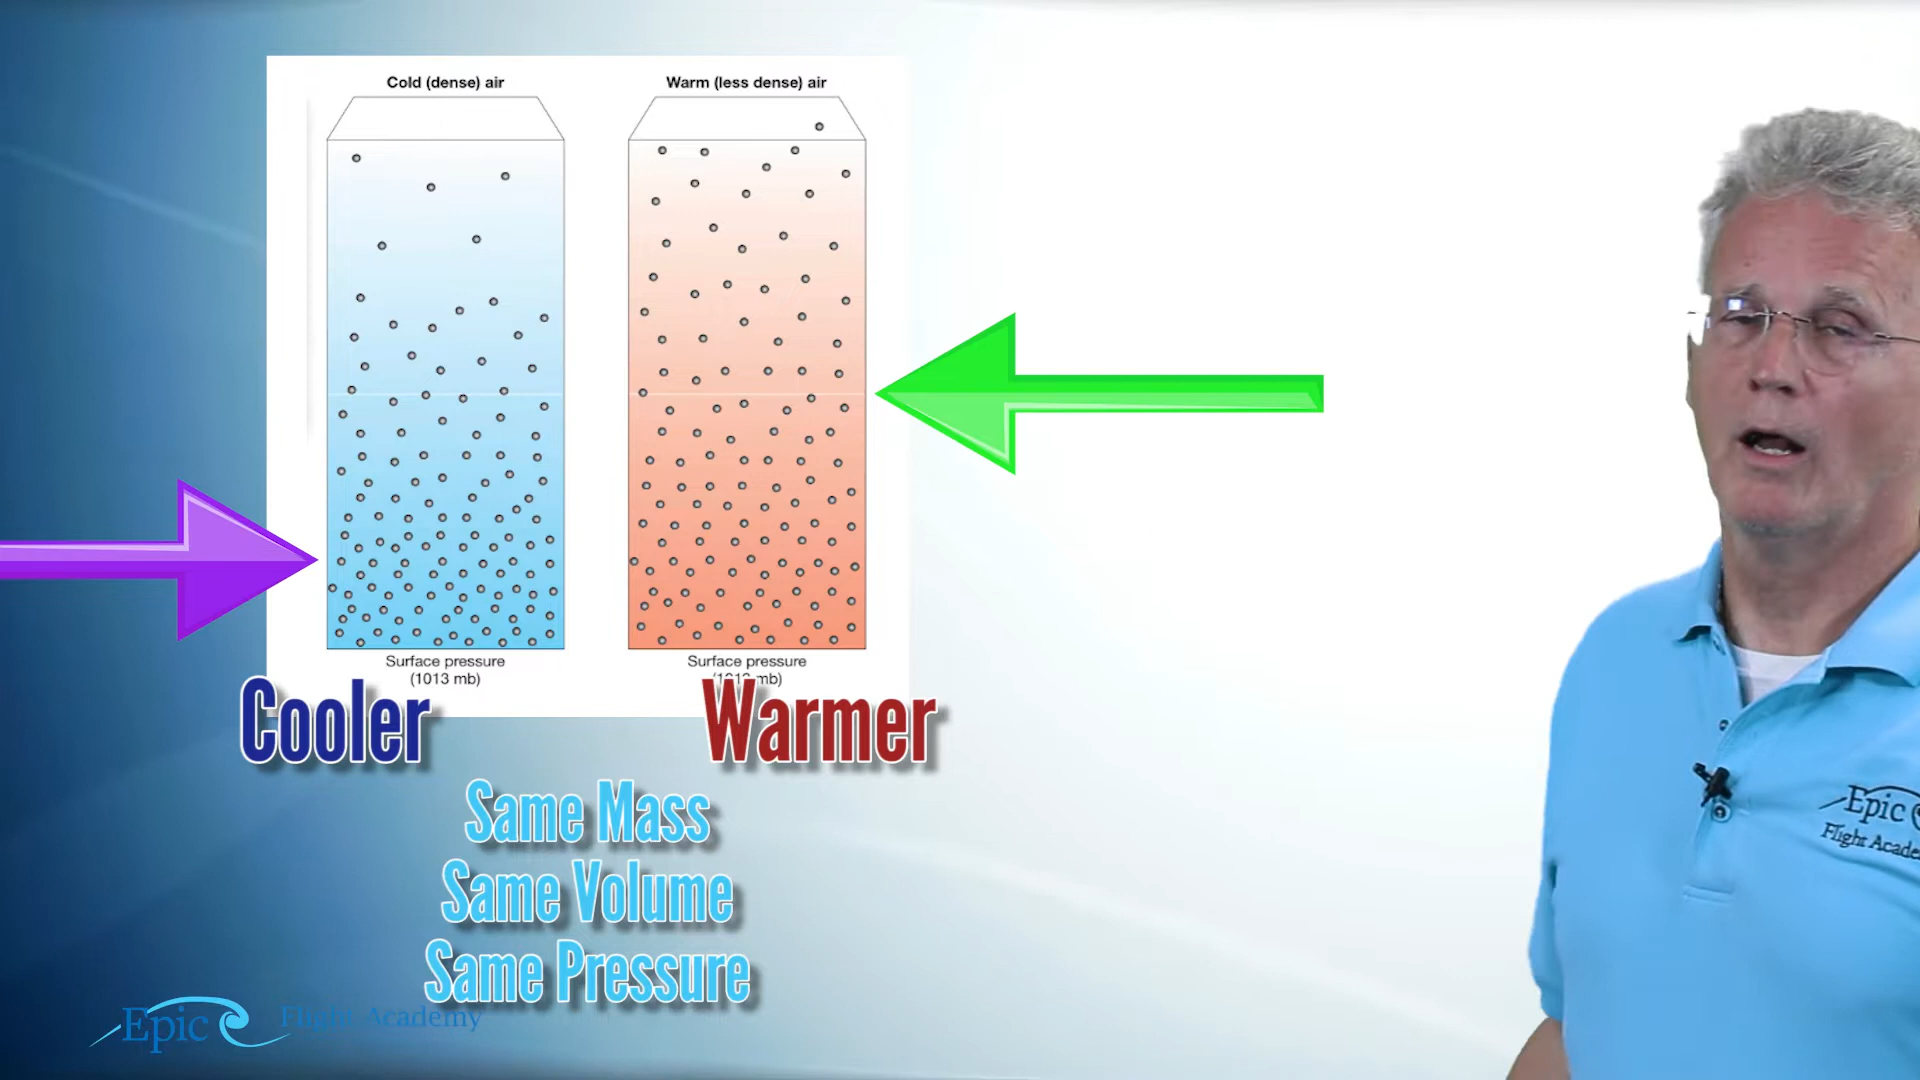 Cold (dense) air
Warm (less dense) air
Surface pressure
(1013 mb)
Surface pressure
mb)
Cooler
Warmer
Same Mass
Same Volume
Same Pressure
Epic Flight Academy
Epic
Flight